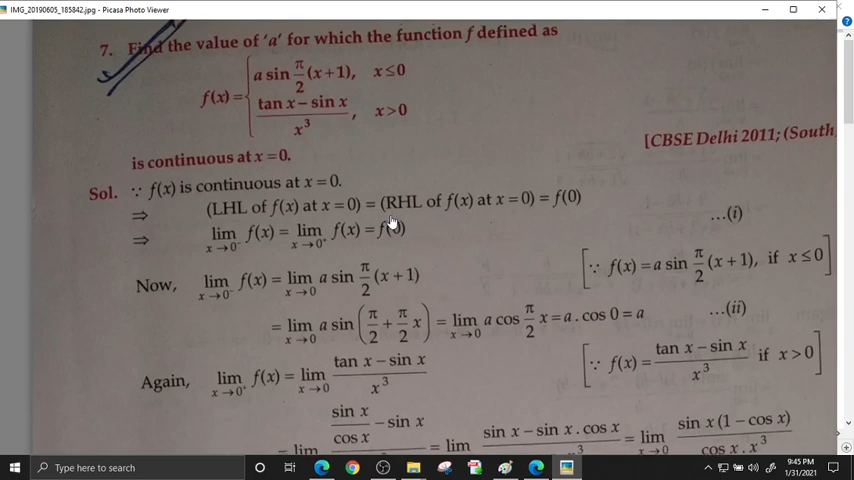 IMG_20190605_185842.jpg - Picasa Photo Viewer
7. Find the value of 'a' for which the function f defined as
f(x) = { a sin π/2 (x+1), x ≤ 0
tan x − sin x / x³, x > 0
is continuous at x = 0.
[CBSE Delhi 2011; (South,
Sol. ∵ f(x) is continuous at x = 0.
⇒ (LHL of f(x) at x = 0) = (RHL of f(x) at x = 0) = f(0)
⇒ lim x→0⁻ f(x) = lim x→0⁺ f(x) = f(0) ...(i)
Now, lim x→0⁻ f(x) = lim x→0 a sin π/2 (x + 1) [∵ f(x) = a sin π/2 (x + 1), if x ≤ 0]
= lim x→0 a sin (π/2 + π/2 x) = lim x→0 a cos π/2 x = a . cos 0 = a ...(ii)
Again, lim x→0⁺ f(x) = lim x→0 tan x − sin x / x³ [∵ f(x) = tan x − sin x / x³ if x > 0]
= lim sin x / cos x − sin x = lim sin x − sin x . cos x / x³ = lim x→0 sin x (1 − cos x) / cos x . x³
Type here to search
9:45 PM
1/31/2021